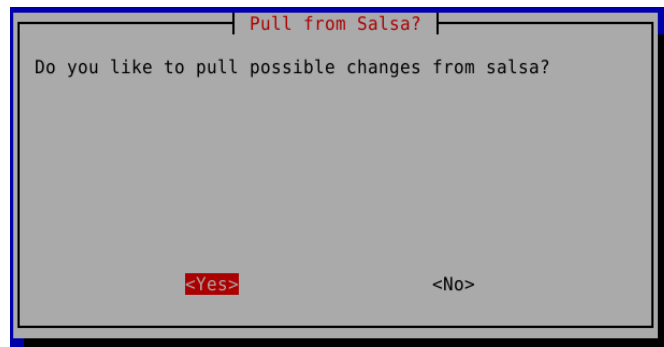 Pull from Salsa?
Do you like to pull possible changes from salsa?
<Yes> <No>